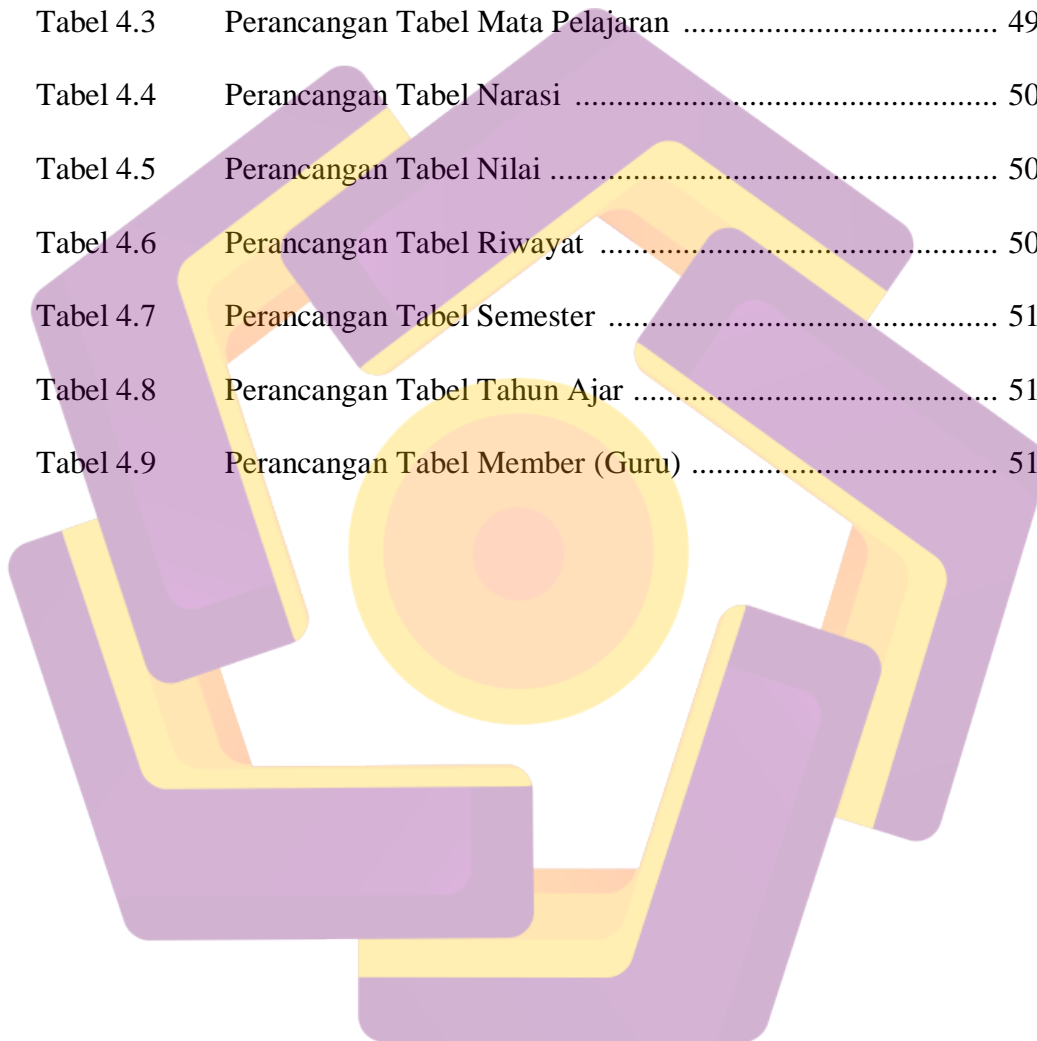 Tabel 4.3 Perancangan Tabel Mata Pelajaran ...................................... 49
Tabel 4.4 Perancangan Tabel Narasi ................................................... 50
Tabel 4.5 Perancangan Tabel Nilai ...................................................... 50
Tabel 4.6 Perancangan Tabel Riwayat ................................................ 50
Tabel 4.7 Perancangan Tabel Semester ............................................... 51
Tabel 4.8 Perancangan Tabel Tahun Ajar ............................................ 51
Tabel 4.9 Perancangan Tabel Member (Guru) ..................................... 51